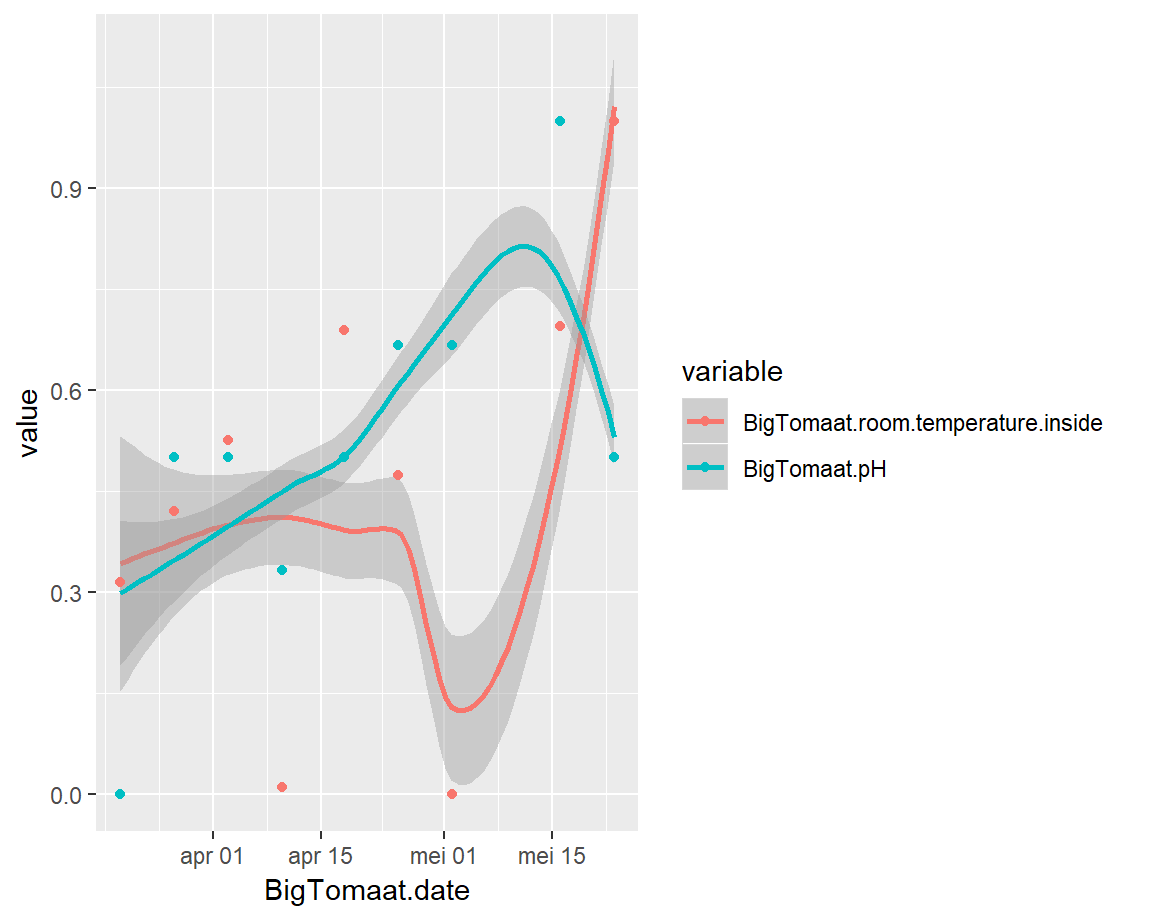 0.9
0.6
0.3
0.0
value
apr 01
apr 15
mei 01
mei 15
BigTomaat.date
variable
BigTomaat.room.temperature.inside
BigTomaat.pH